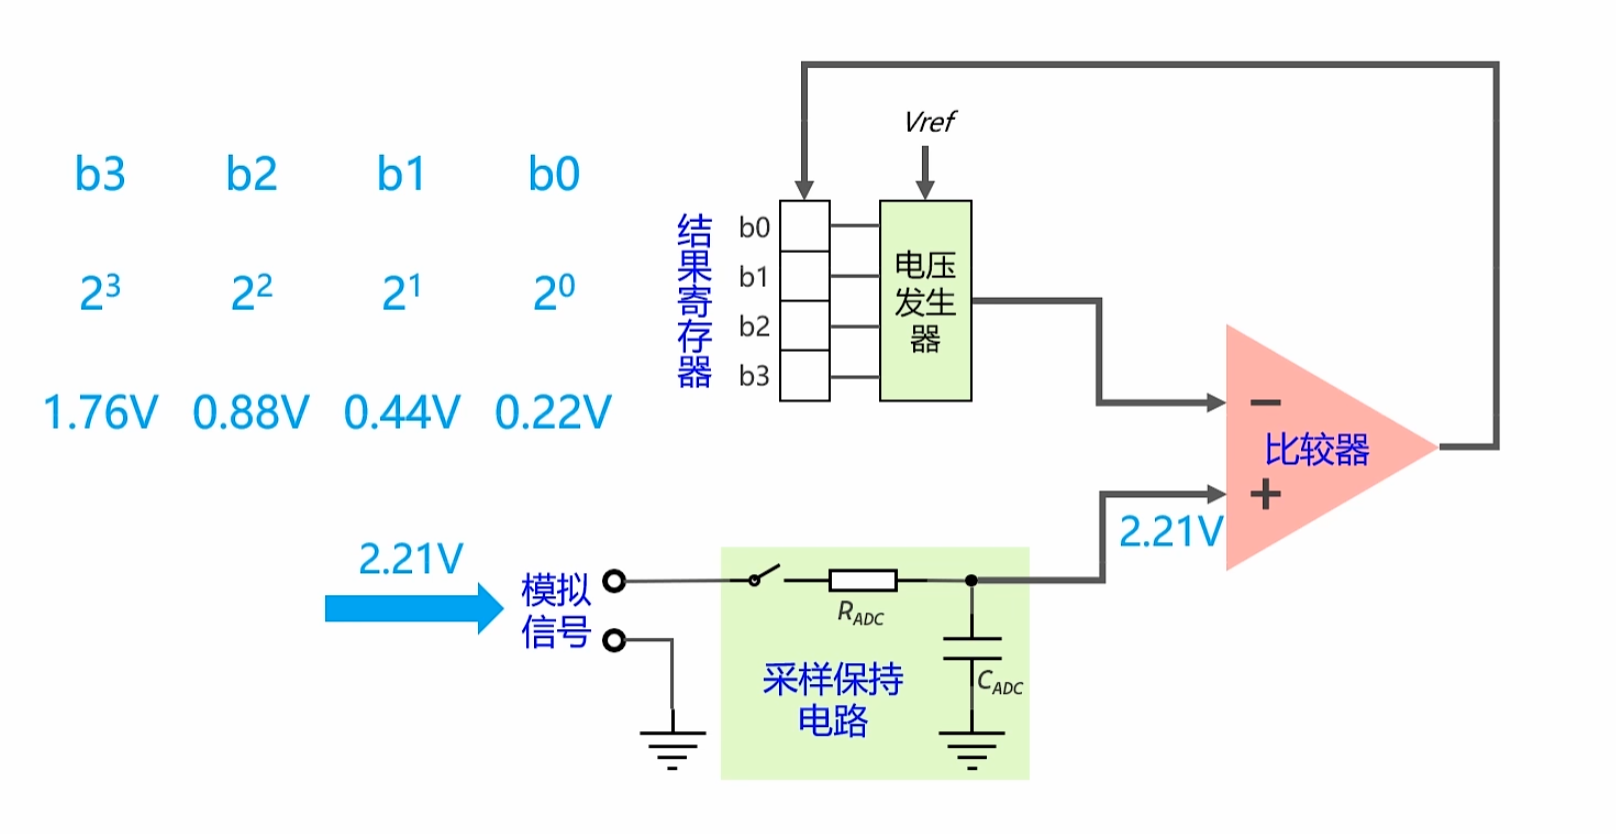 Vref
b3 b2 b1 b0
2³ 2² 2¹ 2⁰
1.76V 0.88V 0.44V 0.22V
结果寄存器
b0
b1
b2
b3
电压
发生
器
−
比较器
+
2.21V
2.21V
模拟
信号
R_ADC
C_ADC
采样保持
电路